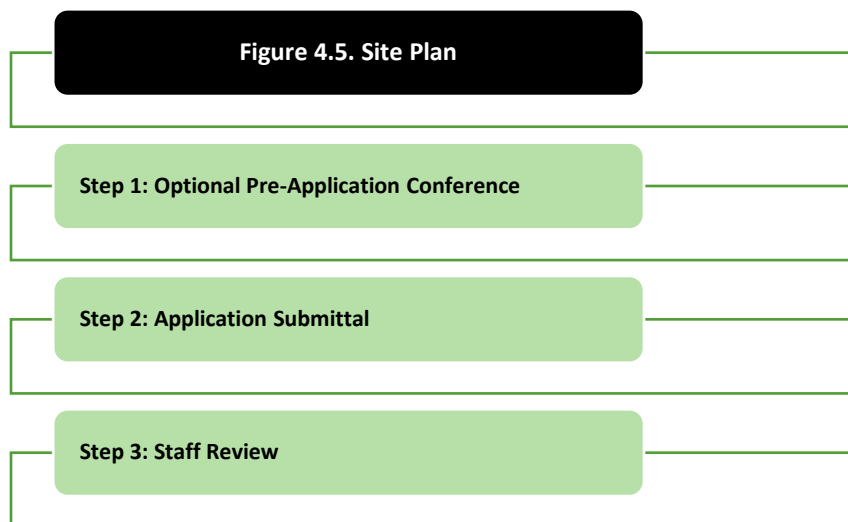 Figure 4.5. Site Plan
Step 1: Optional Pre-Application Conference
Step 2: Application Submittal
Step 3: Staff Review